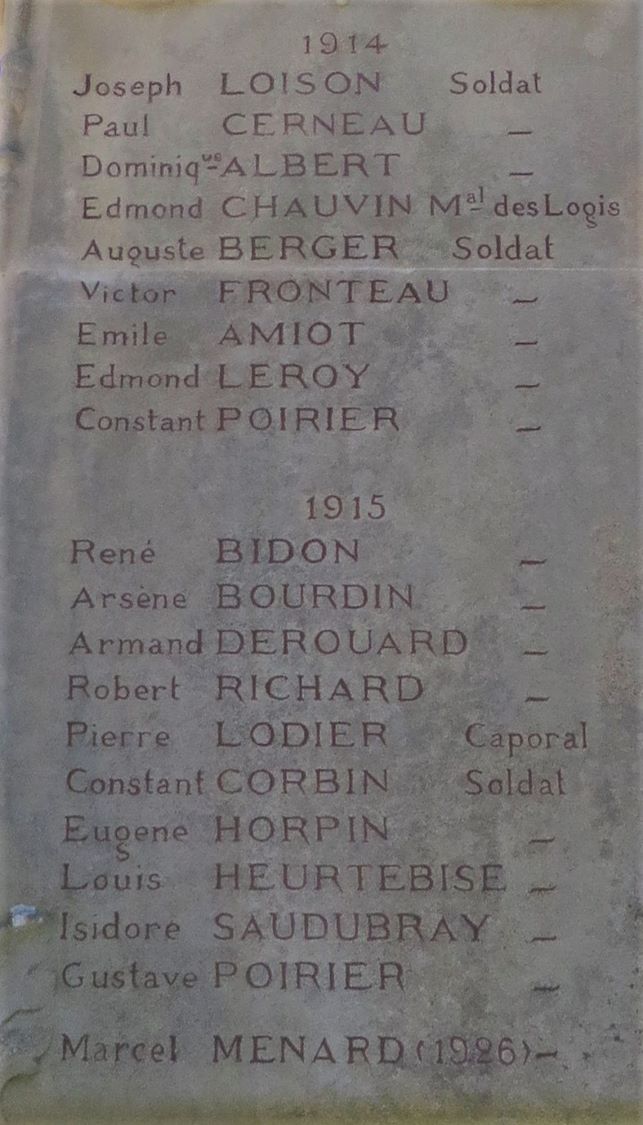 1914
Joseph LOISON Soldat
Paul CERNEAU —
Dominique ALBERT —
Edmond CHAUVIN Mal des Logis
Auguste BERGER Soldat
Victor FRONTEAU —
Emile AMIOT —
Edmond LEROY —
Constant POIRIER —
1915
René BIDON —
Arsène BOURDIN —
Armand DEROUARD —
Robert RICHARD —
Pierre LODIER Caporal
Constant CORBIN Soldat
Eugene HORPIN —
Louis HEURTEBISE —
Isidore SAUDUBRAY —
Gustave POIRIER —
Marcel MENARD (1926) —